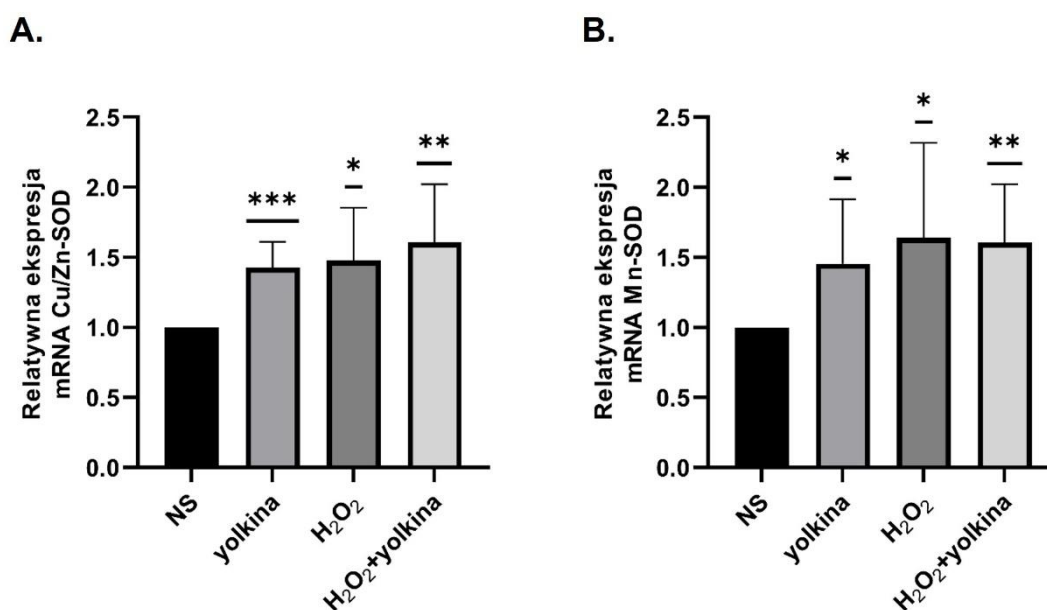 A.
Relatywna ekspresja
mRNA Cu/Zn-SOD
2.5
2.0
1.5
1.0
0.5
0.0
***
*
**
NS
yolkina
H₂O₂
H₂O₂+yolkina
B.
Relatywna ekspresja
mRNA Mn-SOD
2.5
2.0
1.5
1.0
0.5
0.0
*
*
**
NS
yolkina
H₂O₂
H₂O₂+yolkina